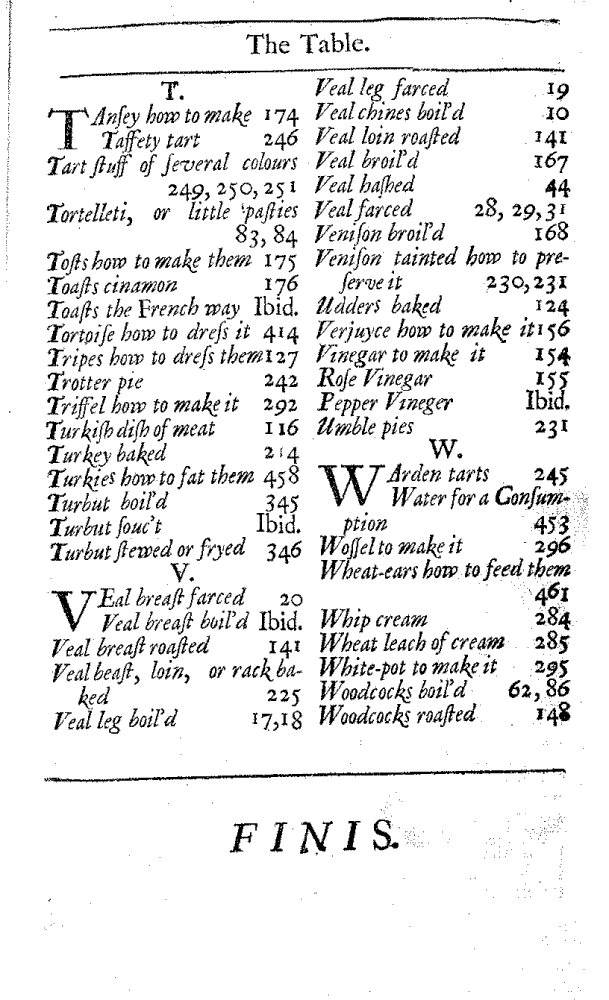 The Table.
T.
TAnſey how to make 174
Taffety tart 246
Tart ſtuff of ſeveral colours
249, 250, 251
Tortelleti, or little paſties
83, 84
Toſts how to make them 175
Toaſts cinamon 176
Toaſts the French way Ibid.
Tortoiſe how to dreſs it 414
Tripes how to dreſs them 127
Trotter pie 242
Triffel how to make it 292
Turkiſh diſh of meat 116
Turkey baked 214
Turkies how to fat them 458
Turbut boil'd 345
Turbut ſouc't Ibid.
Turbut ſtewed or fryed 346
V.
VEal breaſt farced 20
Veal breaſt boil'd Ibid.
Veal breaſt roaſted 141
Veal beaſt, loin, or rack ba-
ked 225
Veal leg boil'd 17,18
Veal leg farced 19
Veal chines boil'd 10
Veal loin roaſted 141
Veal broil'd 167
Veal haſhed 44
Veal farced 28, 29,31
Veniſon broil'd 168
Veniſon tainted how to pre-
ſerve it 230,231
Udders baked 124
Verjuyce how to make it 156
Vinegar to make it 154
Roſe Vinegar 155
Pepper Vineger Ibid.
Umble pies 231
W.
WArden tarts 245
Water for a Conſum-
ption 453
Woſſel to make it 296
Wheat-ears how to feed them
461
Whip cream 284
Wheat leach of cream 285
White-pot to make it 295
Woodcocks boil'd 62, 86
Woodcocks roaſted 148
FINIS.